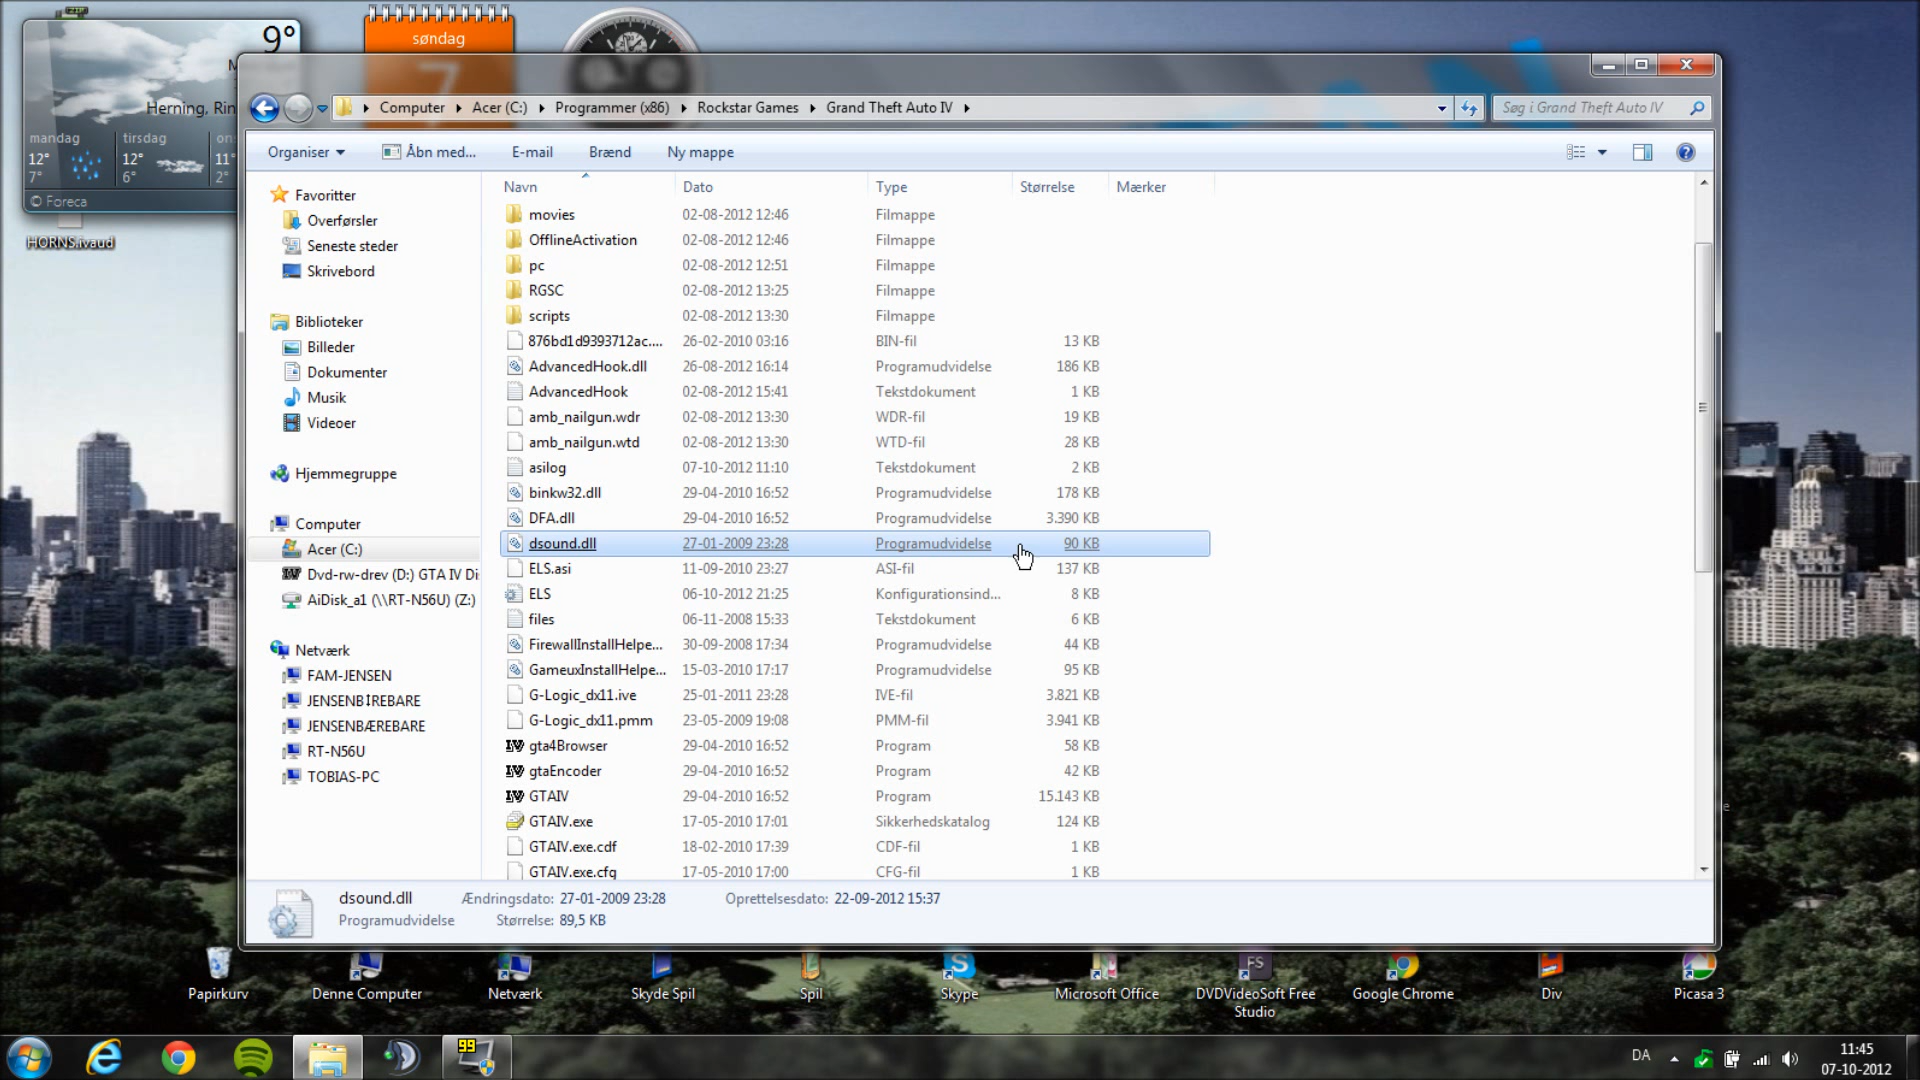 9°
søndag
7
Herning, Rin
mandag
tirsdag
on
12°
7°
12°
6°
11°
2°
© Foreca
HORNS.ivaud
Computer
Acer (C:)
Programmer (x86)
Rockstar Games
Grand Theft Auto IV
Søg i Grand Theft Auto IV
Organiser
Åbn med...
E-mail
Brænd
Ny mappe
Favoritter
Overførsler
Seneste steder
Skrivebord
Biblioteker
Billeder
Dokumenter
Musik
Videoer
Hjemmegruppe
Computer
Acer (C:)
Dvd-rw-drev (D:) GTA IV Di
AiDisk_a1 (\\RT-N56U) (Z:)
Netværk
FAM-JENSEN
JENSENBÌREBARE
JENSENBÆREBARE
RT-N56U
TOBIAS-PC
Navn Dato Type Størrelse Mærker
movies 02-08-2012 12:46 Filmappe
OfflineActivation 02-08-2012 12:46 Filmappe
pc 02-08-2012 12:51 Filmappe
RGSC 02-08-2012 13:25 Filmappe
scripts 02-08-2012 13:30 Filmappe
876bd1d9393712ac.... 26-02-2010 03:16 BIN-fil 13 KB
AdvancedHook.dll 26-08-2012 16:14 Programudvidelse 186 KB
AdvancedHook 02-08-2012 15:41 Tekstdokument 1 KB
amb_nailgun.wdr 02-08-2012 13:30 WDR-fil 19 KB
amb_nailgun.wtd 02-08-2012 13:30 WTD-fil 28 KB
asilog 07-10-2012 11:10 Tekstdokument 2 KB
binkw32.dll 29-04-2010 16:52 Programudvidelse 178 KB
DFA.dll 29-04-2010 16:52 Programudvidelse 3.390 KB
dsound.dll 27-01-2009 23:28 Programudvidelse 90 KB
ELS.asi 11-09-2010 23:27 ASI-fil 137 KB
ELS 06-10-2012 21:25 Konfigurationsind... 8 KB
files 06-11-2008 15:33 Tekstdokument 6 KB
FirewallInstallHelpe... 30-09-2008 17:34 Programudvidelse 44 KB
GameuxInstallHelpe... 15-03-2010 17:17 Programudvidelse 95 KB
G-Logic_dx11.ive 25-01-2011 23:28 IVE-fil 3.821 KB
G-Logic_dx11.pmm 23-05-2009 19:08 PMM-fil 3.941 KB
gta4Browser 29-04-2010 16:52 Program 58 KB
gtaEncoder 29-04-2010 16:52 Program 42 KB
GTAIV 29-04-2010 16:52 Program 15.143 KB
GTAIV.exe 17-05-2010 17:01 Sikkerhedskatalog 124 KB
GTAIV.exe.cdf 18-02-2010 17:39 CDF-fil 1 KB
GTAIV.exe.cfg 17-05-2010 17:00 CFG-fil 1 KB
dsound.dll Ændringsdato: 27-01-2009 23:28 Oprettelsesdato: 22-09-2012 15:37
Programudvidelse Størrelse: 89,5 KB
Papirkurv
Denne Computer
Netværk
Skyde Spil
Spil
Skype
Microsoft Office
DVDVideoSoft Free
Studio
Google Chrome
Div
Picasa 3
99
DA
11:45
07-10-2012